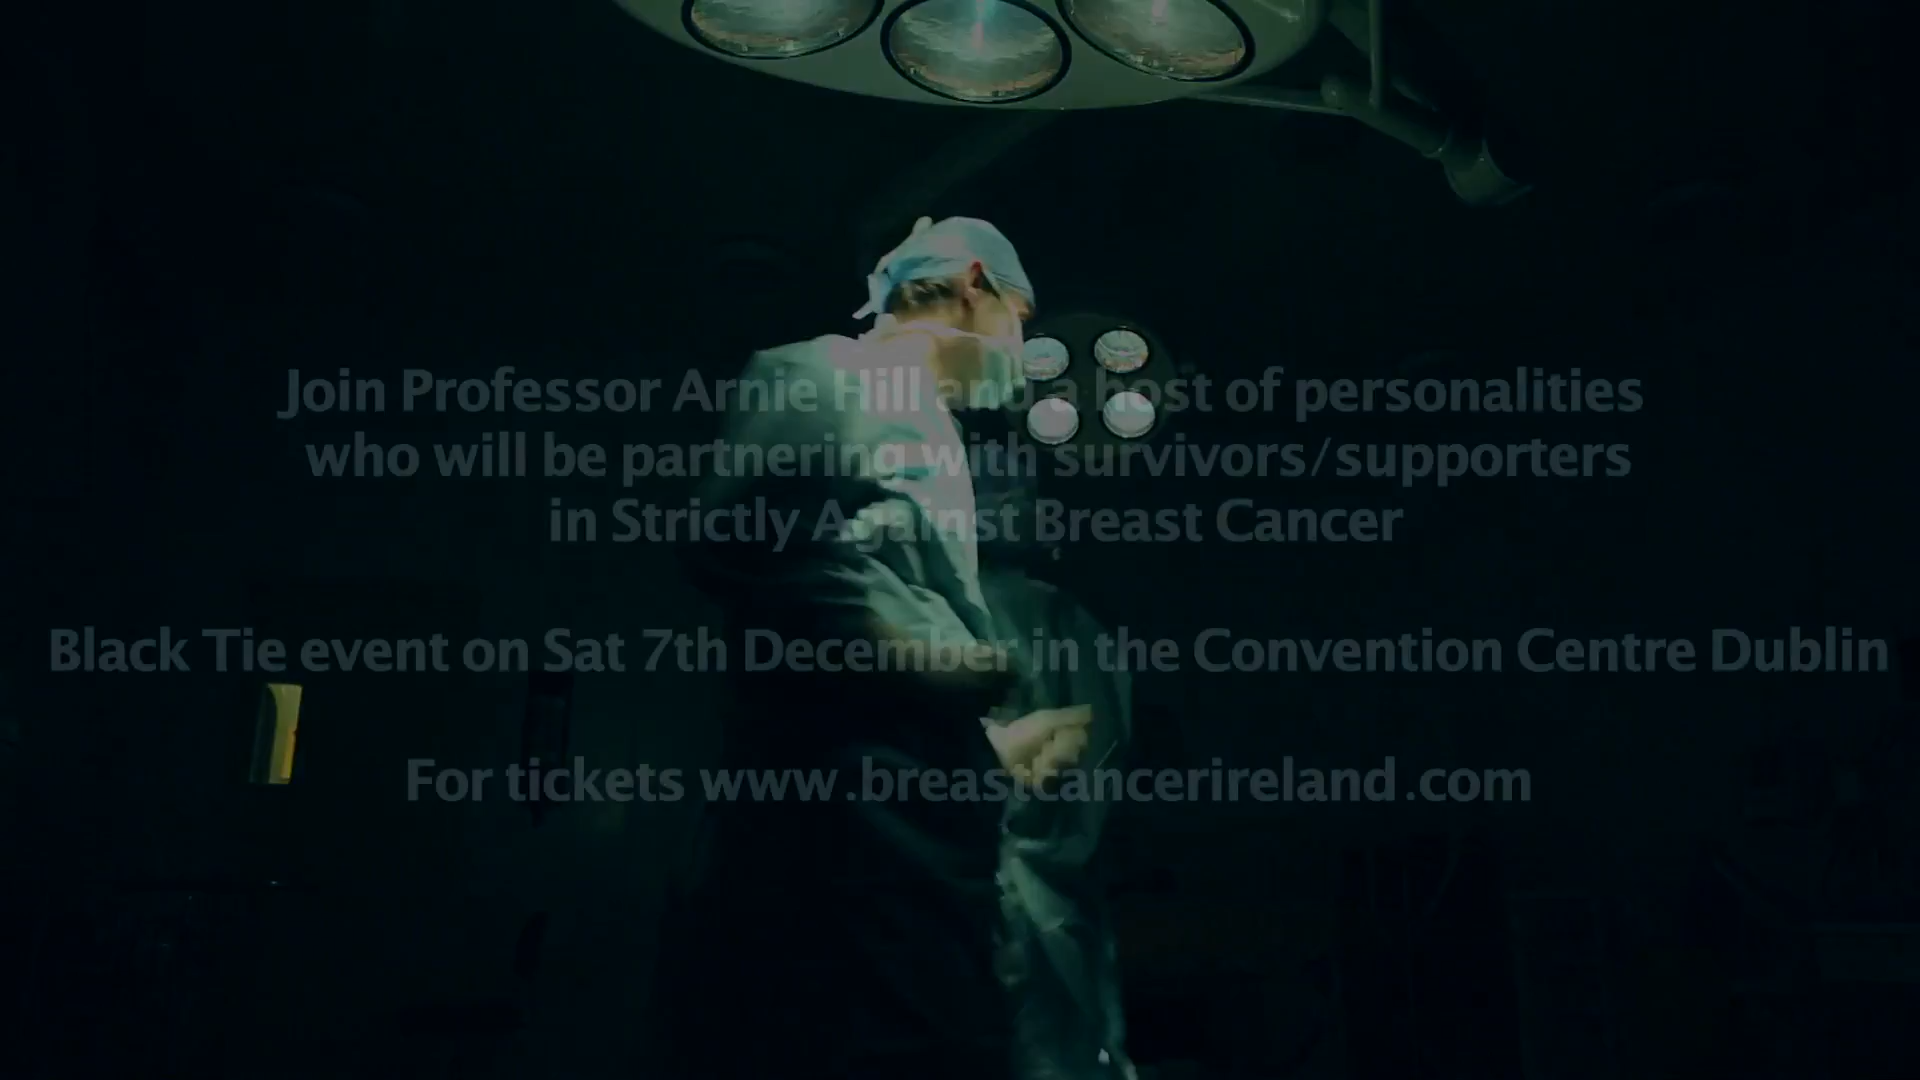 Join Professor Arnie Hill and a host of personalities
who will be partnering with survivors/supporters
in Strictly Against Breast Cancer
Black Tie event on Sat 7th December in the Convention Centre Dublin
For tickets www.breastcancerireland.com